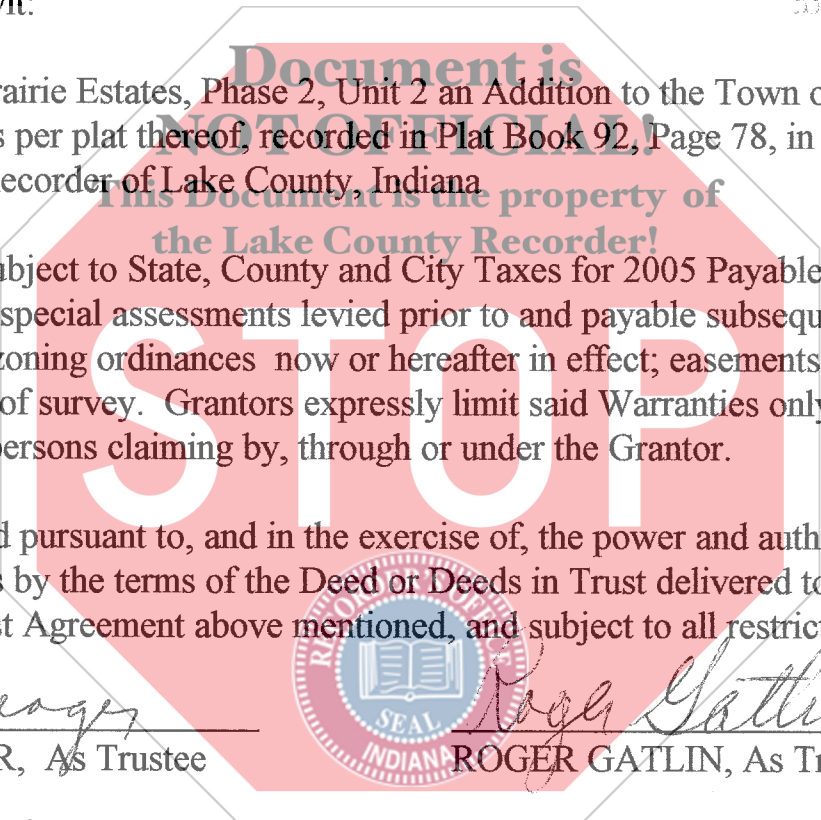 Document is
rairie Estates, Phase 2, Unit 2 an Addition to the Town o
NOT OFFICIAL!
s per plat thereof, recorded in Plat Book 92, Page 78, in
ecorder of Lake County, Indiana
This Document is the property of
the Lake County Recorder!
ubject to State, County and City Taxes for 2005 Payable
special assessments levied prior to and payable subsequ
zoning ordinances now or hereafter in effect; easements
of survey. Grantors expressly limit said Warranties only
persons claiming by, through or under the Grantor.
STOP
d pursuant to, and in the exercise of, the power and auth
s by the terms of the Deed or Deeds in Trust delivered to
st Agreement above mentioned, and subject to all restric
RECORDER'S OFFICE
SEAL
INDIANA
Roger Gatli
R, As Trustee
ROGER GATLIN, As Tr